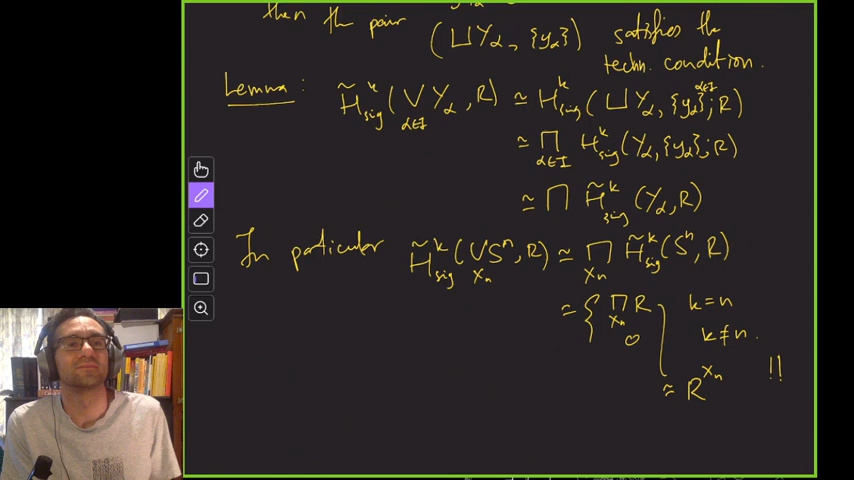 then the pair
(⊔Y_α, {y_α}) satisfies the
techn. condition.
Lemma: H̃^k_sig(⋁_{α∈I} Y_α, R) ≃ H^k_sig(⊔Y_α, {y_α}_{α∈I}; R)
≃ ∏_{α∈I} H^k_sig(Y_α, {y_α}; R)
≃ ∏ H̃^k_sig(Y_α, R)
In particular H̃^k_sig(⋁_{X_n} S^n, R) ≃ ∏_{X_n} H̃^k_sig(S^n, R)
≃ { ∏_{X_n} R k=n
0 k≠n.
≃ R^{X_n} !!